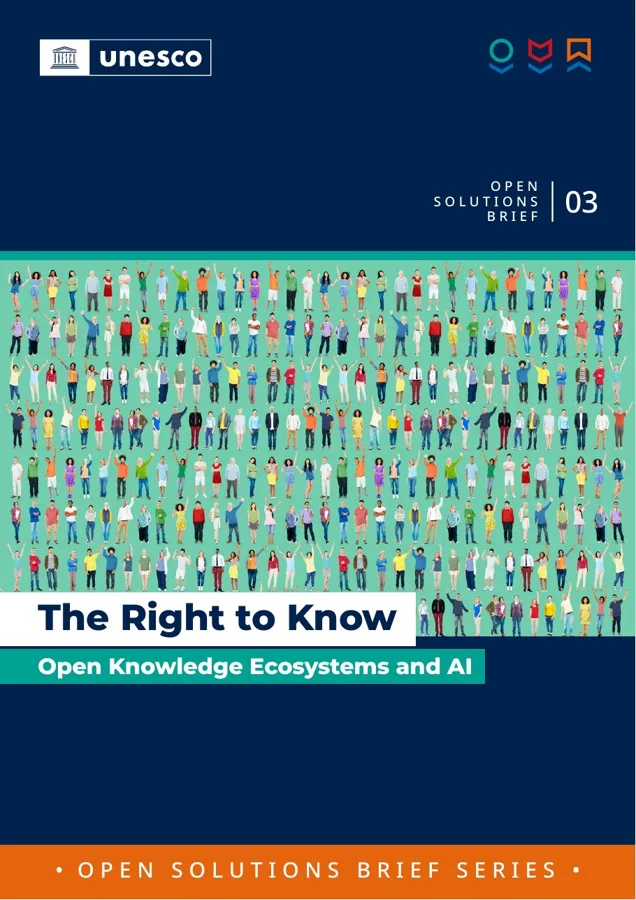 unesco
OPEN
SOLUTIONS
BRIEF
03
The Right to Know
Open Knowledge Ecosystems and AI
• OPEN SOLUTIONS BRIEF SERIES •